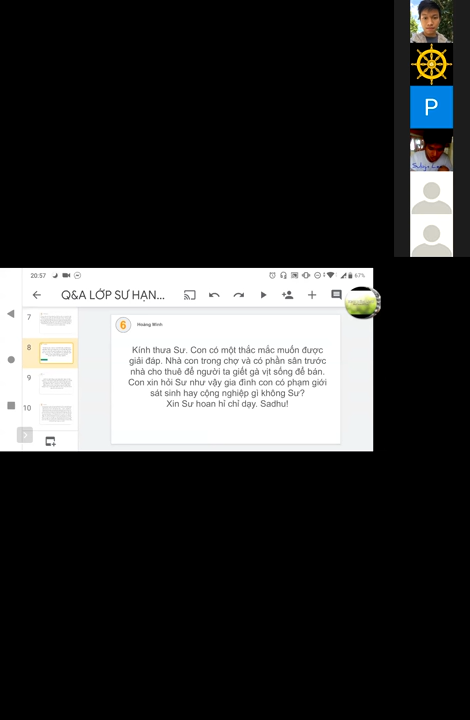 P
20:57
67%
Q&A LỚP SƯ HẠN...
7
8
9
10
6
Hoàng Minh
Kính thưa Sư. Con có một thắc mắc muốn được
giải đáp. Nhà con trong chợ và có phần sân trước
nhà cho thuê để người ta giết gà vịt sống để bán.
Con xin hỏi Sư như vậy gia đình con có phạm giới
sát sinh hay cộng nghiệp gì không Sư?
Xin Sư hoan hỉ chỉ dạy. Sadhu!